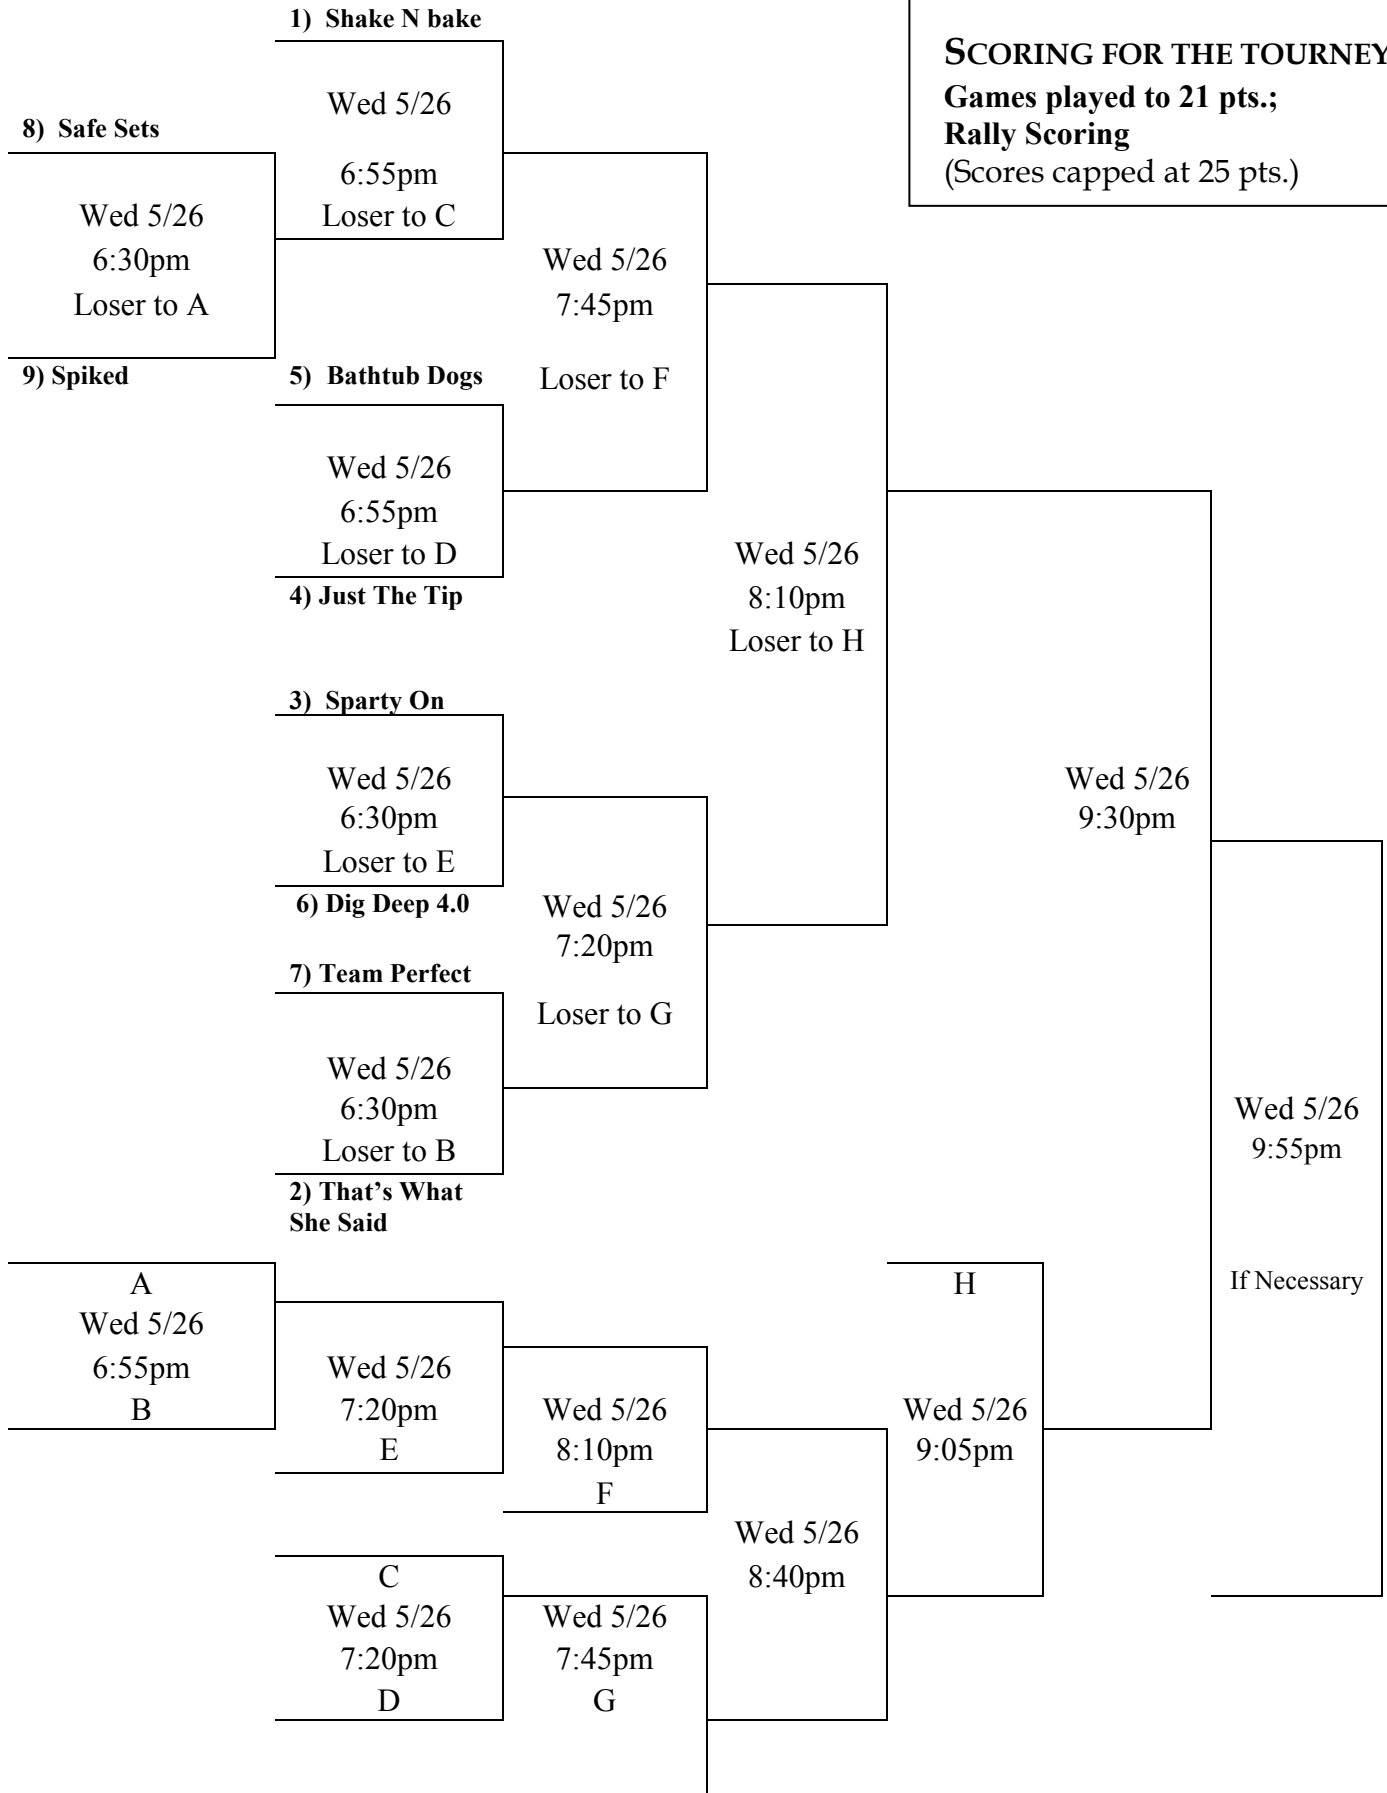 1) Shake N bake
SCORING FOR THE TOURNEY
Games played to 21 pts.;
Rally Scoring
(Scores capped at 25 pts.)
8) Safe Sets
Wed 5/26
6:30pm
Loser to A
9) Spiked
Wed 5/26
6:55pm
Loser to C
5) Bathtub Dogs
Wed 5/26
6:55pm
Loser to D
4) Just The Tip
Wed 5/26
7:45pm
Loser to F
3) Sparty On
Wed 5/26
6:30pm
Loser to E
6) Dig Deep 4.0
7) Team Perfect
Wed 5/26
6:30pm
Loser to B
2) That’s What
She Said
Wed 5/26
7:20pm
Loser to G
Wed 5/26
8:10pm
Loser to H
Wed 5/26
9:30pm
Wed 5/26
9:55pm
If Necessary
A
Wed 5/26
6:55pm
B
Wed 5/26
7:20pm
E
Wed 5/26
8:10pm
F
C
Wed 5/26
7:20pm
D
Wed 5/26
7:45pm
G
Wed 5/26
8:40pm
H
Wed 5/26
9:05pm